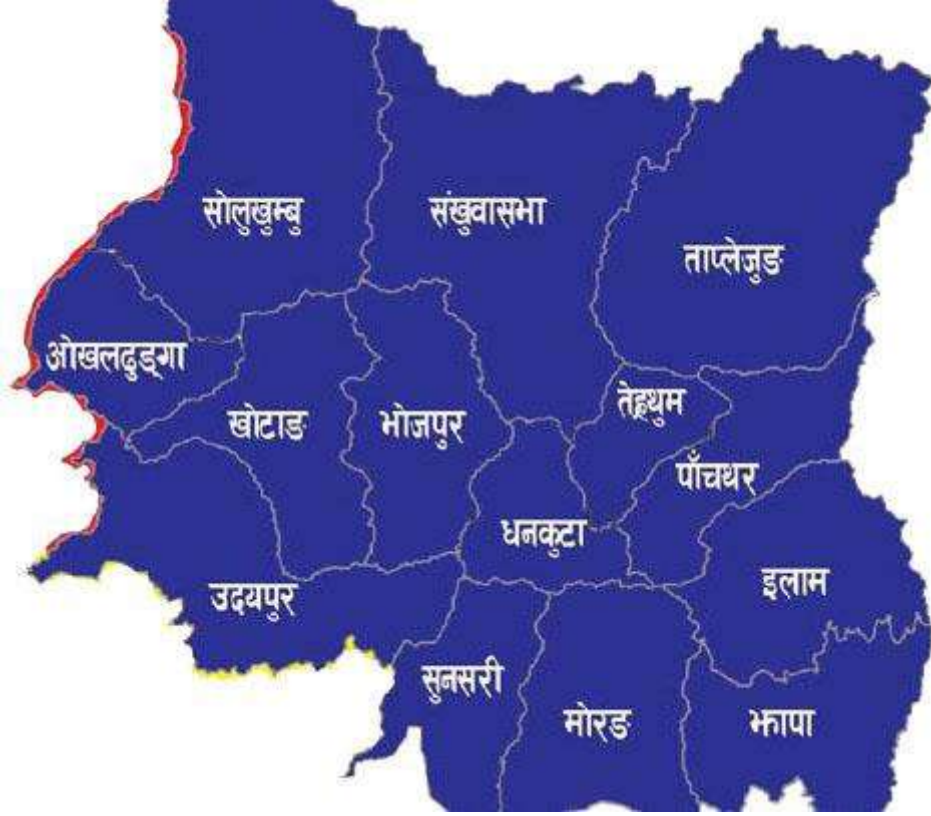 सोलुखुम्बु
संखुवासभा
ताप्लेजुङ
ओखलढुङ्गा
खोटाङ
भोजपुर
तेह्रथुम
पाँचथर
धनकुटा
उदयपुर
इलाम
सुनसरी
मोरङ
झापा